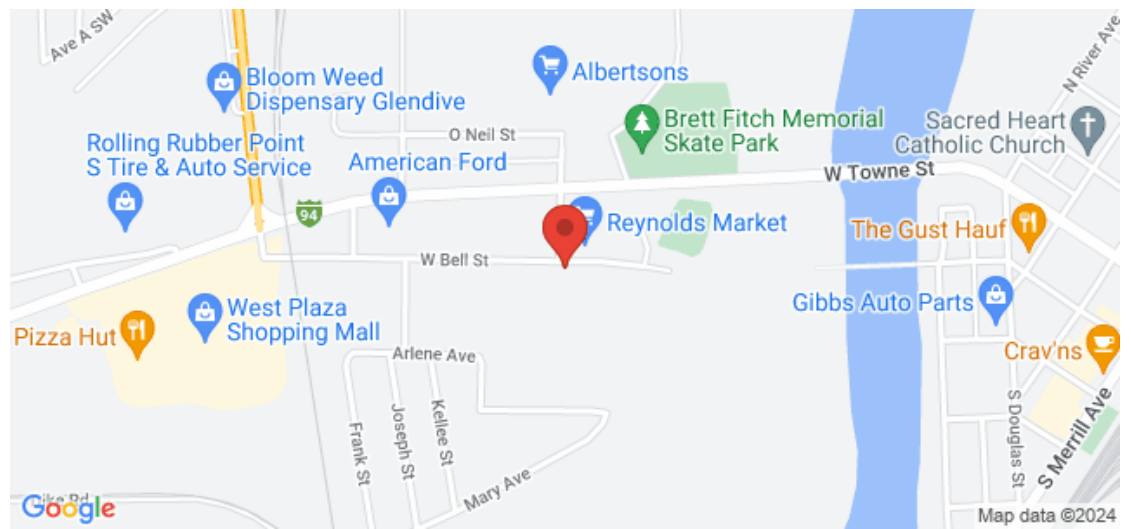 Ave A SW
Bloom Weed
Dispensary Glendive
Albertsons
N River Ave
O Neil St
Brett Fitch Memorial
Skate Park
Sacred Heart
Catholic Church
Rolling Rubber Point
S Tire & Auto Service
American Ford
W Towne St
94
Reynolds Market
The Gust Hauf
W Bell St
Gibbs Auto Parts
West Plaza
Shopping Mall
Pizza Hut
Arlene Ave
Crav'ns
Kellee St
Joseph St
Frank St
S Douglas St
S Merrill Ave
Mary Ave
Google
Map data ©2024